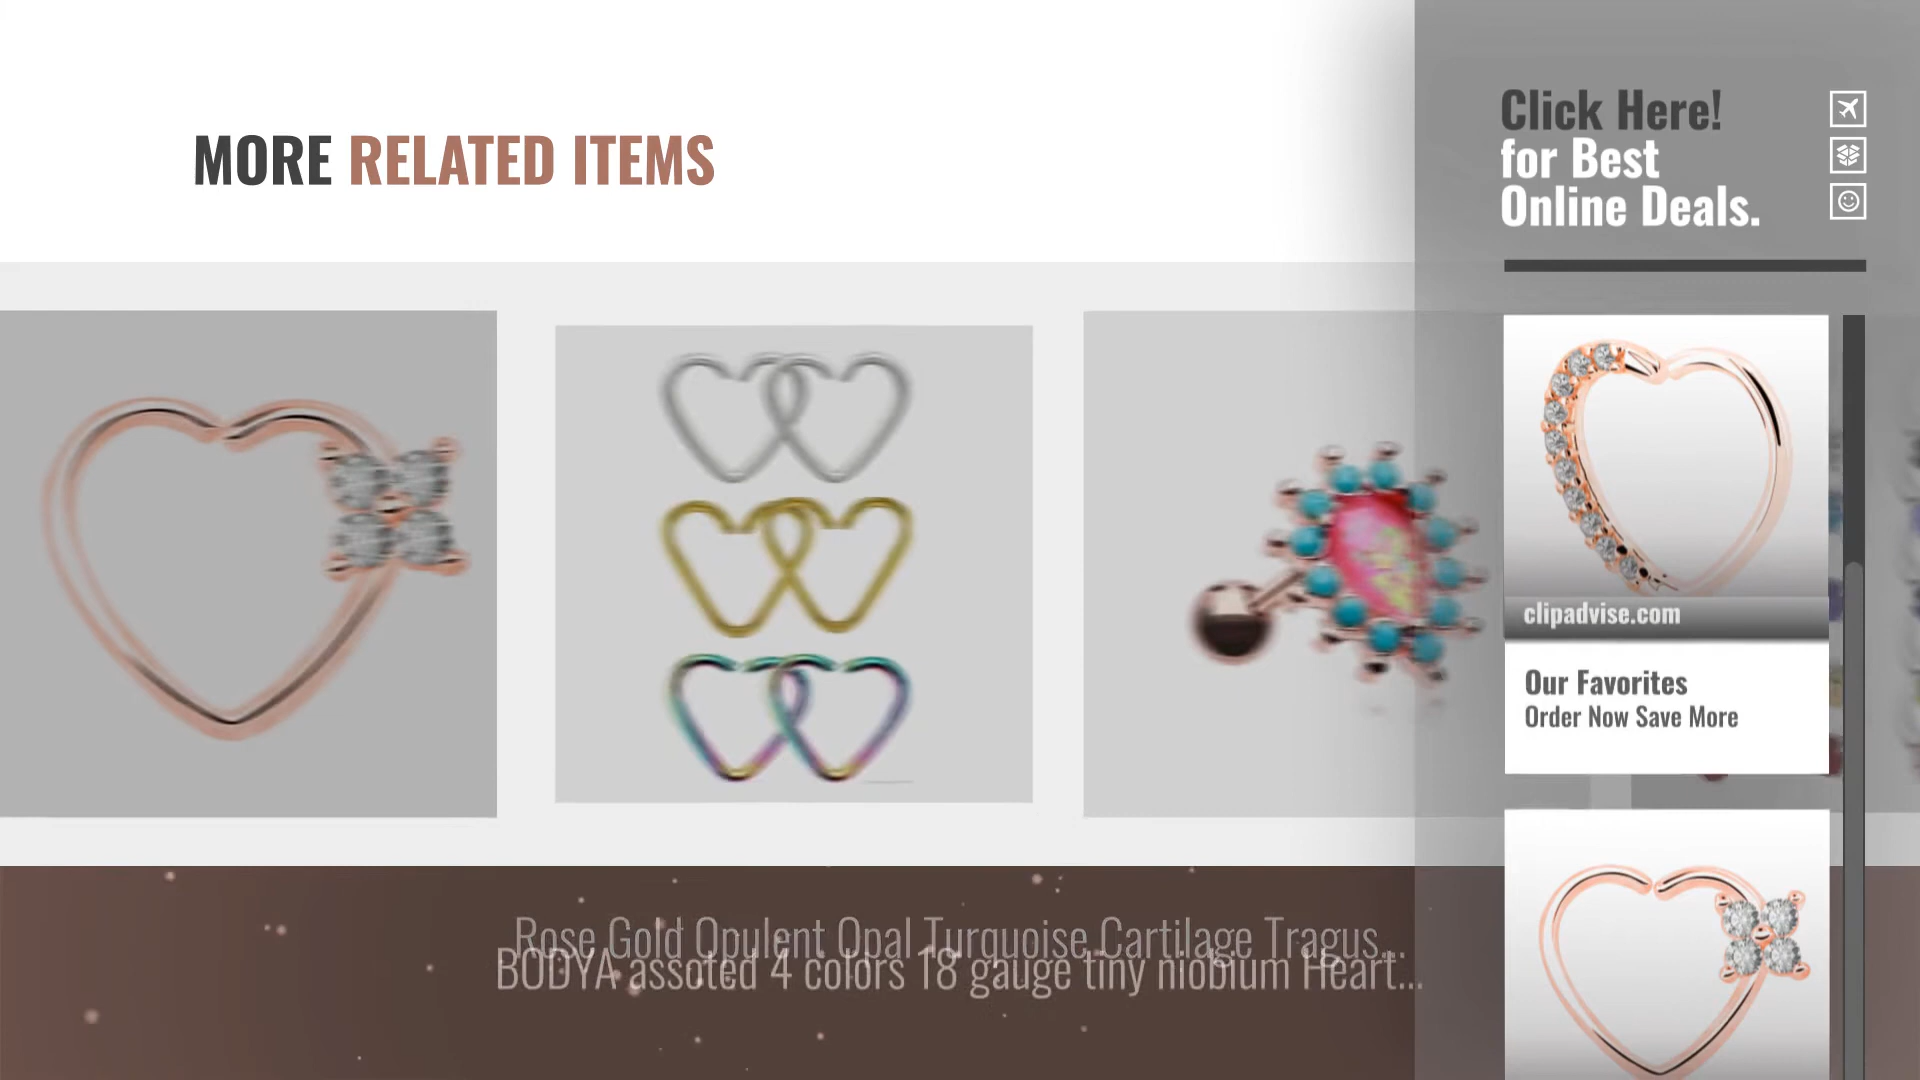 MORE RELATED ITEMS
Click Here!
for Best
Online Deals.
clipadvise.com
Our Favorites
Order Now Save More
Rose Gold Opulent Opal Turquoise Cartilage Tragus...
BODYA assoted 4 colors 18 gauge tiny niobium Heart...